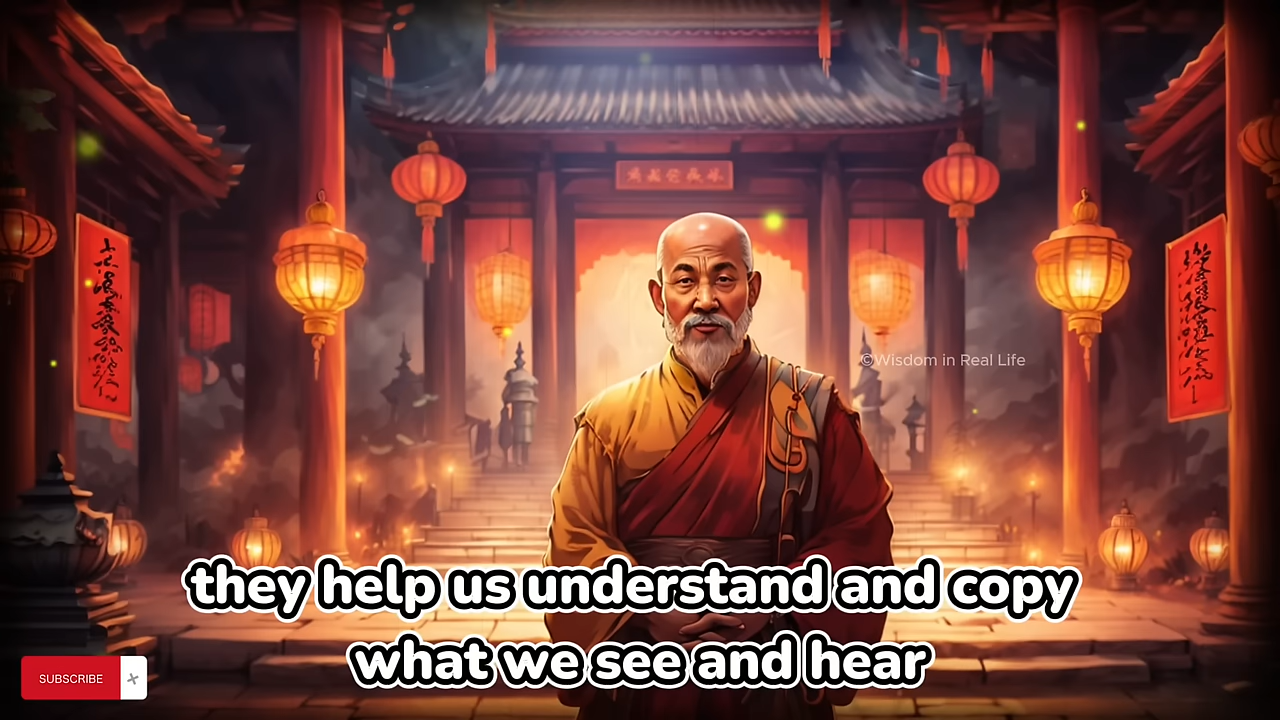 ©Wisdom in Real Life
they help us understand and copy
what we see and hear
SUBSCRIBE